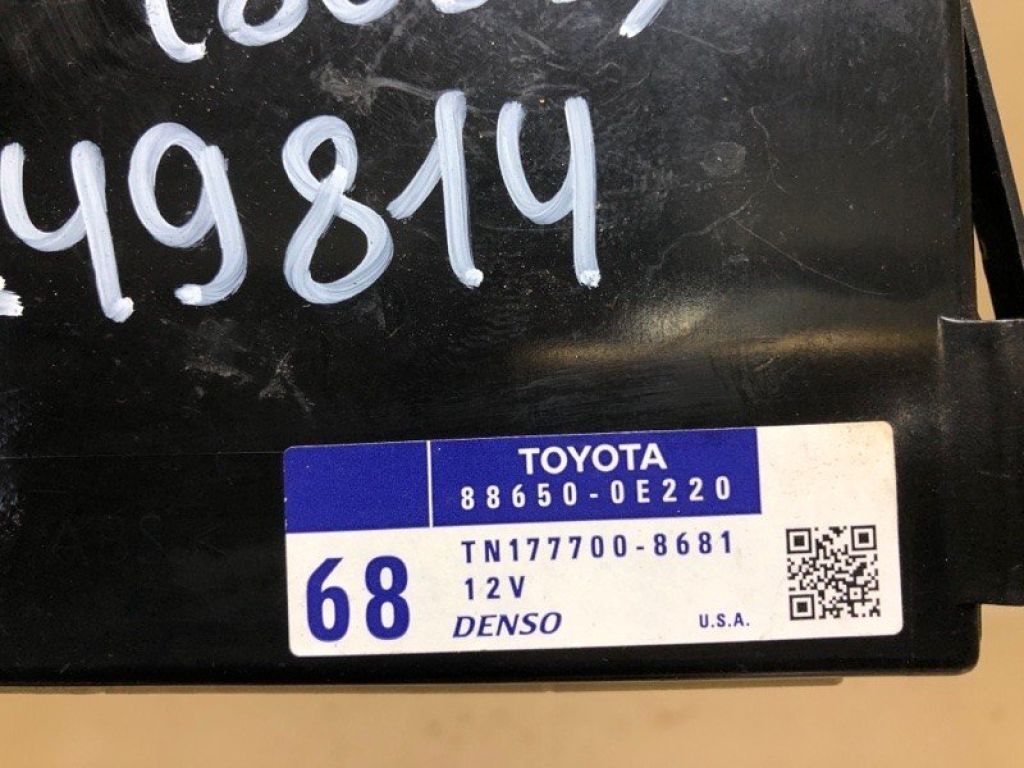 49814
TOYOTA
88650-0E220
68
TN177700-8681
12V
DENSO
U.S.A.